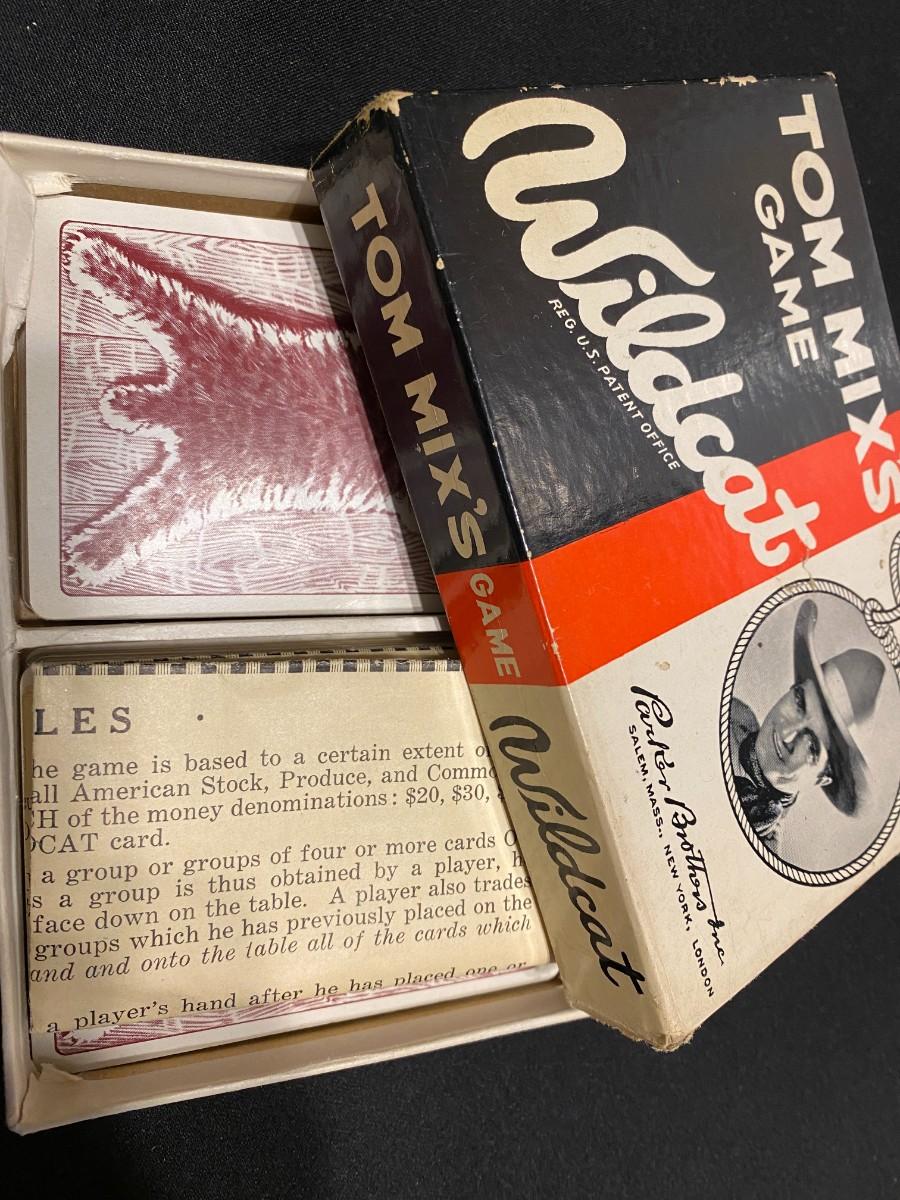 TOM MIX'S
GAME
Wildcat
REG. U.S. PATENT OFFICE
Parker Brothers Inc.
SALEM, MASS., NEW YORK, LONDON
TOM MIX'S
GAME
Wildcat
LES
he game is based to a certain extent o
all American Stock, Produce, and Commo
CH of the money denominations: $20, $30,
CAT card.
a group or groups of four or more cards O
s a group is thus obtained by a player, h
face down on the table. A player also trades
groups which he has previously placed on the
and and onto the table all of the cards which
a player's hand after he has placed one or